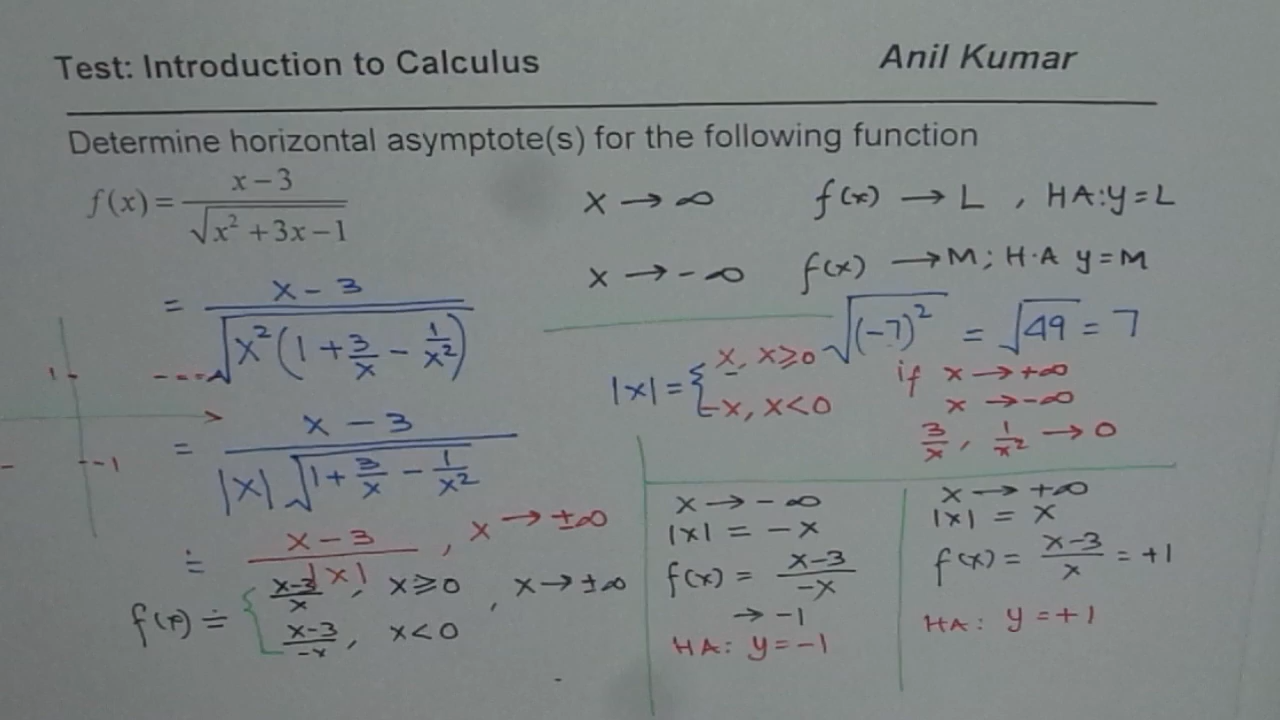 Test: Introduction to Calculus Anil Kumar
Determine horizontal asymptote(s) for the following function
f(x) = (x − 3)/√(x² + 3x − 1)
x → ∞ f(x) → L , HA: y = L
x → −∞ f(x) → M ; H.A y = M
= (x − 3)/√(x²(1 + 3/x − 1/x²))
√((−7)²) = √49 = 7
|x| = { x, x ≥ 0
−x, x < 0
if x → +∞
x → −∞
3/x , 1/x² → 0
1
−1
= (x − 3)/(|x| √(1 + 3/x − 1/x²))
≐ (x − 3)/|x| , x → ±∞
f(x) ≐ { (x−3)/x , x ≥ 0
(x−3)/−x , x < 0
, x → ±∞
x → −∞
|x| = −x
f(x) = (x−3)/−x
→ −1
HA: y = −1
x → +∞
|x| = x
f(x) = (x−3)/x = +1
HA: y = +1